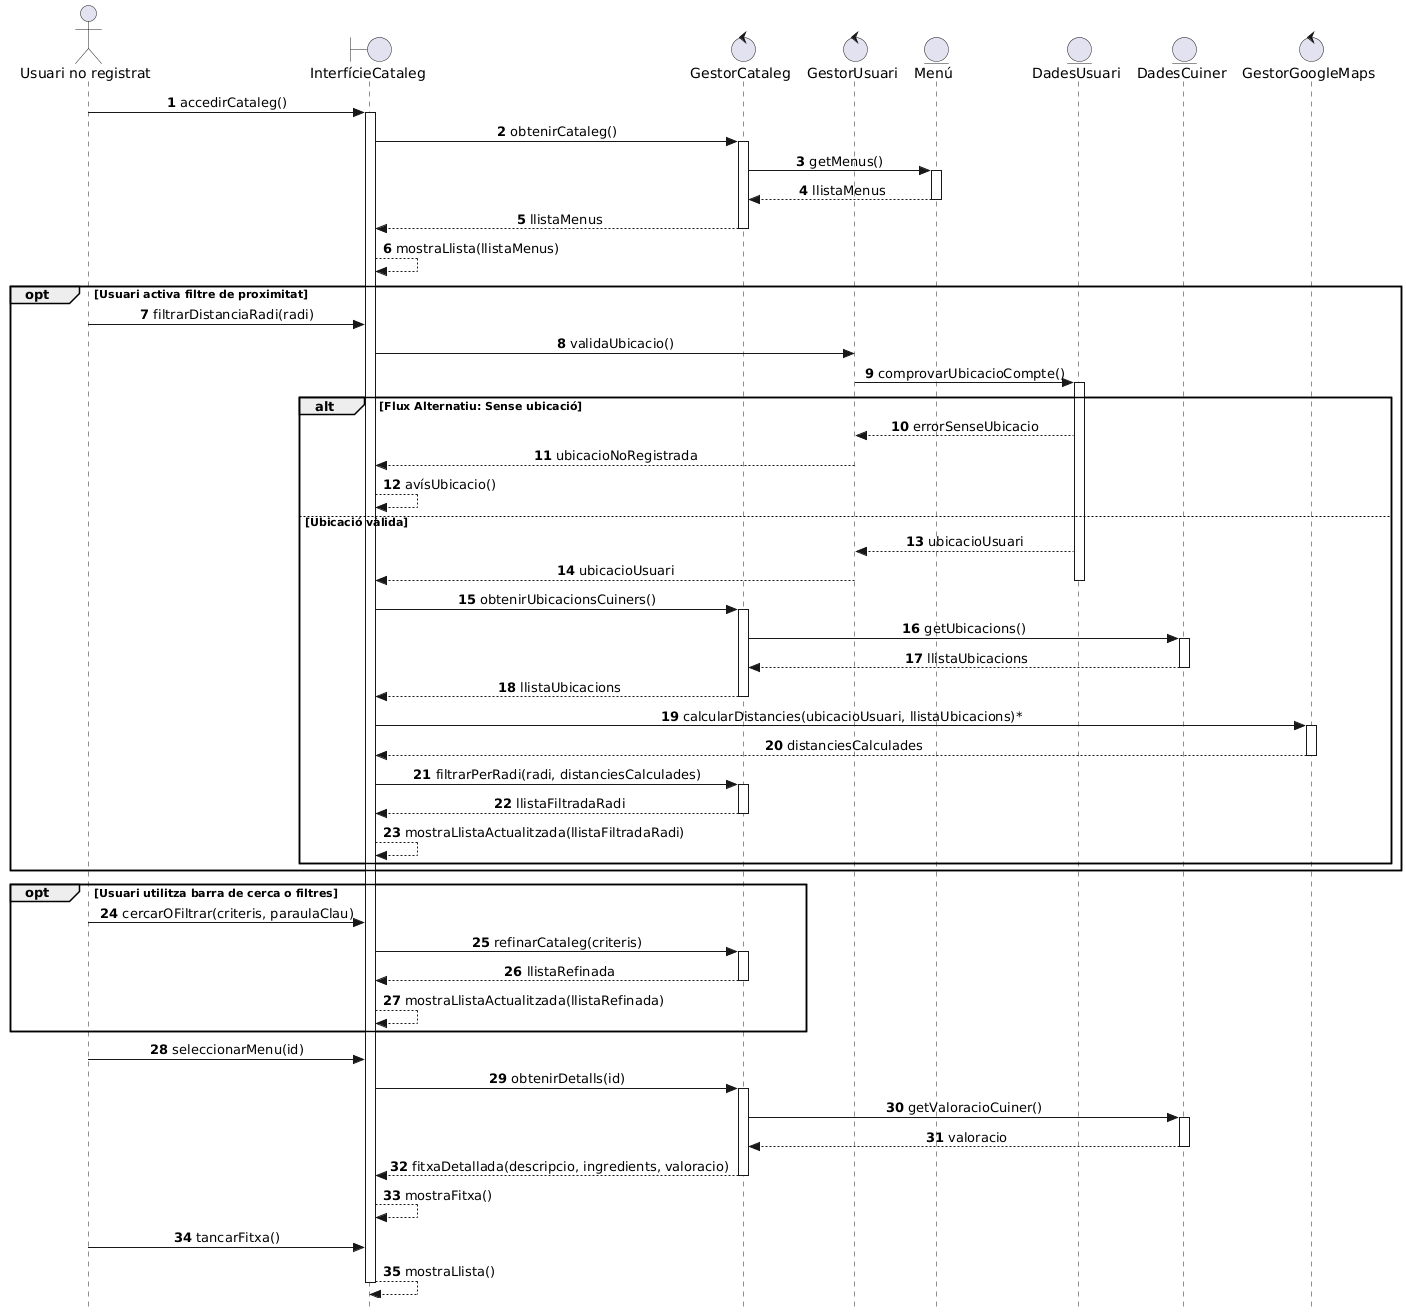 Usuari no registrat
InterfícieCataleg
GestorCataleg
GestorUsuari
Menú
DadesUsuari
DadesCuiner
GestorGoogleMaps
1 accedirCataleg()
2 obtenirCataleg()
3 getMenus()
4 llistaMenus
5 llistaMenus
6 mostraLlista(llistaMenus)
opt [Usuari activa filtre de proximitat]
7 filtrarDistanciaRadi(radi)
8 validaUbicacio()
9 comprovarUbicacioCompte()
alt [Flux Alternatiu: Sense ubicació]
10 errorSenseUbicacio
11 ubicacioNoRegistrada
12 avísUbicacio()
[Ubicació vàlida]
13 ubicacioUsuari
14 ubicacioUsuari
15 obtenirUbicacionsCuiners()
16 getUbicacions()
17 llistaUbicacions
18 llistaUbicacions
19 calcularDistancies(ubicacioUsuari, llistaUbicacions)*
20 distanciesCalculades
21 filtrarPerRadi(radi, distanciesCalculades)
22 llistaFiltradaRadi
23 mostraLlistaActualitzada(llistaFiltradaRadi)
opt [Usuari utilitza barra de cerca o filtres]
24 cercarOFiltrar(criteris, paraulaClau)
25 refinarCataleg(criteris)
26 llistaRefinada
27 mostraLlistaActualitzada(llistaRefinada)
28 seleccionarMenu(id)
29 obtenirDetalls(id)
30 getValoracioCuiner()
31 valoracio
32 fitxaDetallada(descripcio, ingredients, valoracio)
33 mostraFitxa()
34 tancarFitxa()
35 mostraLlista()